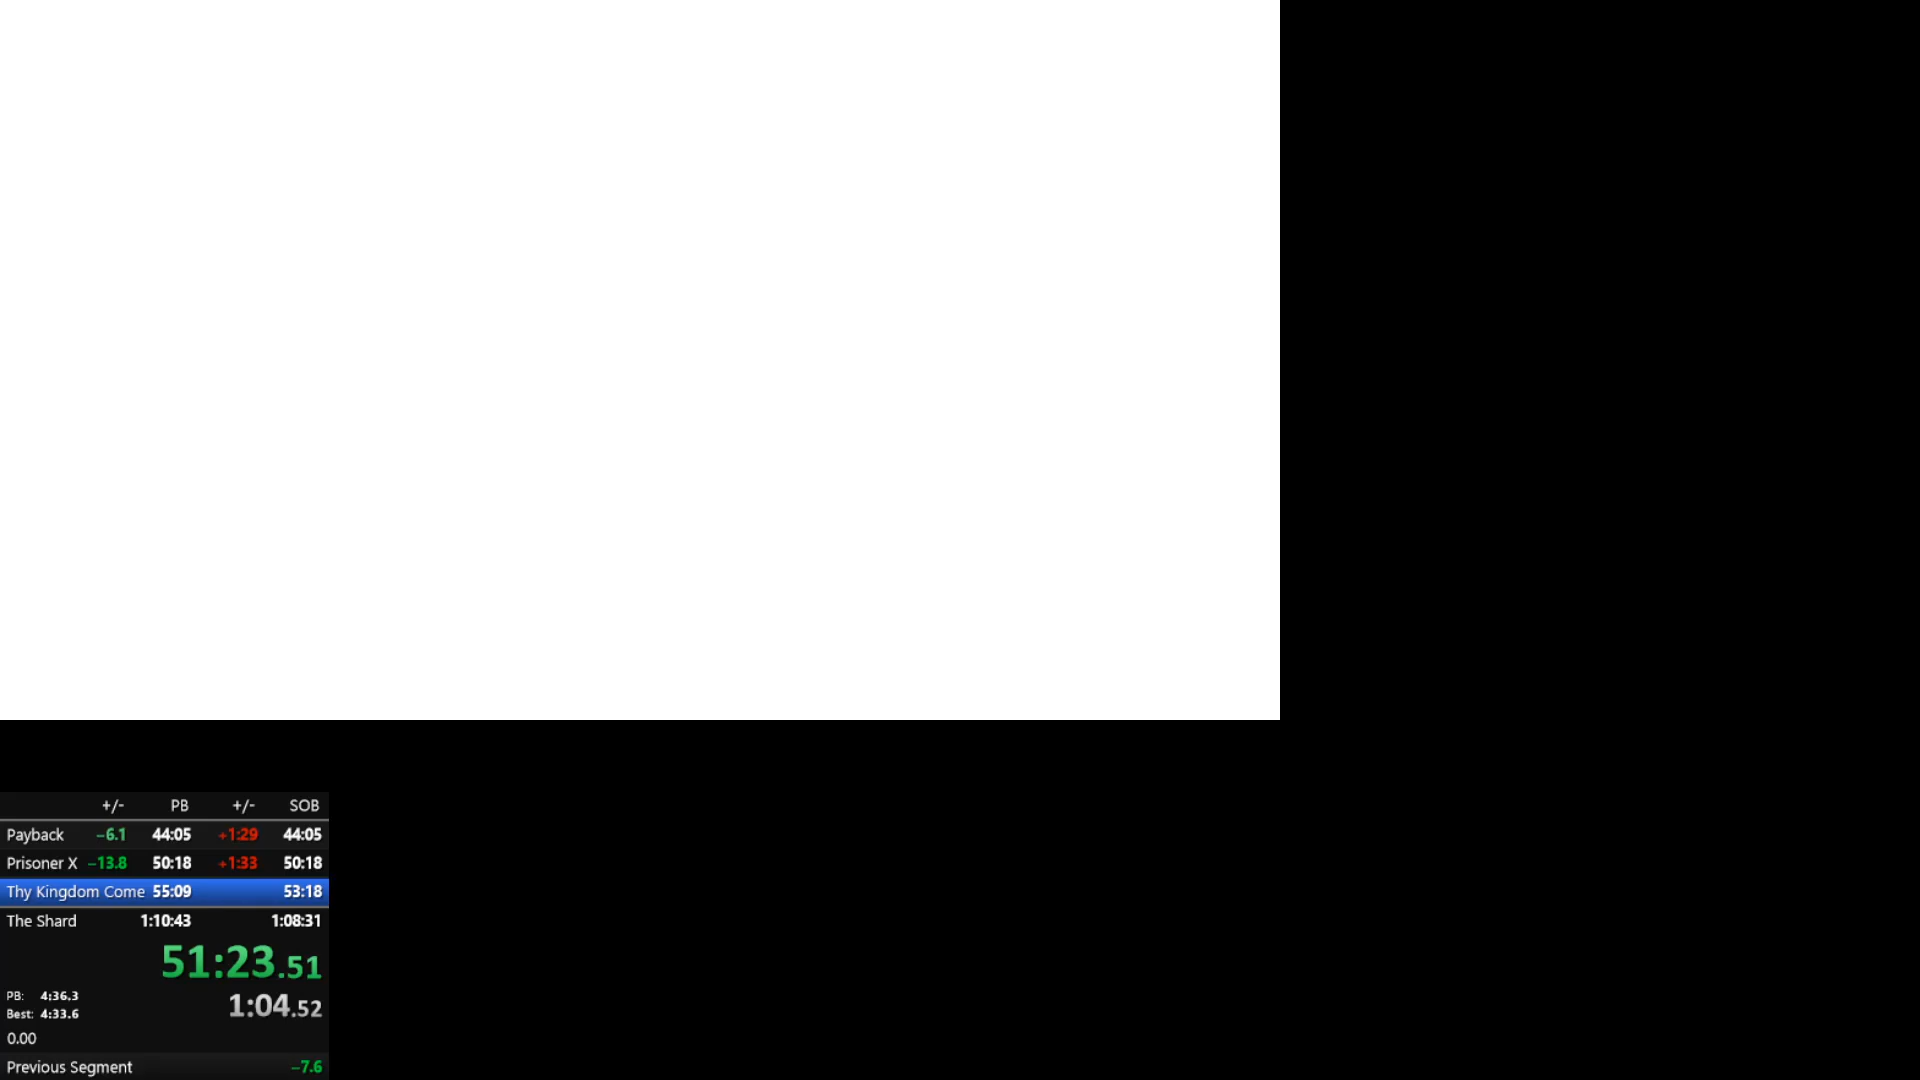 +/- PB +/- SOB
Payback −6.1 44:05 +1:29 44:05
Prisoner X −13.8 50:18 +1:33 50:18
Thy Kingdom Come 55:09 53:18
The Shard 1:10:43 1:08:31
51:23.51
PB: 4:36.3 1:04.52
Best: 4:33.6
0.00
Previous Segment −7.6